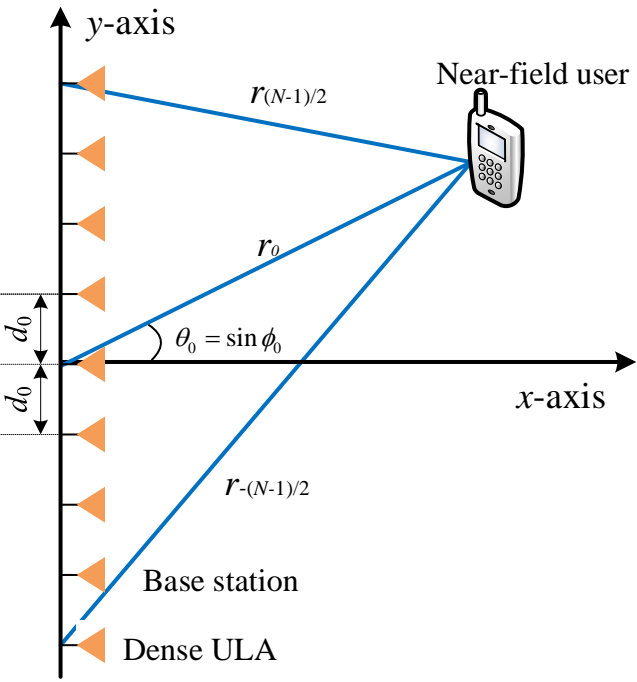 y-axis
Near-field user
r(N-1)/2
r0
d0
θ0 = sin ϕ0
d0
x-axis
r-(N-1)/2
Base station
Dense ULA